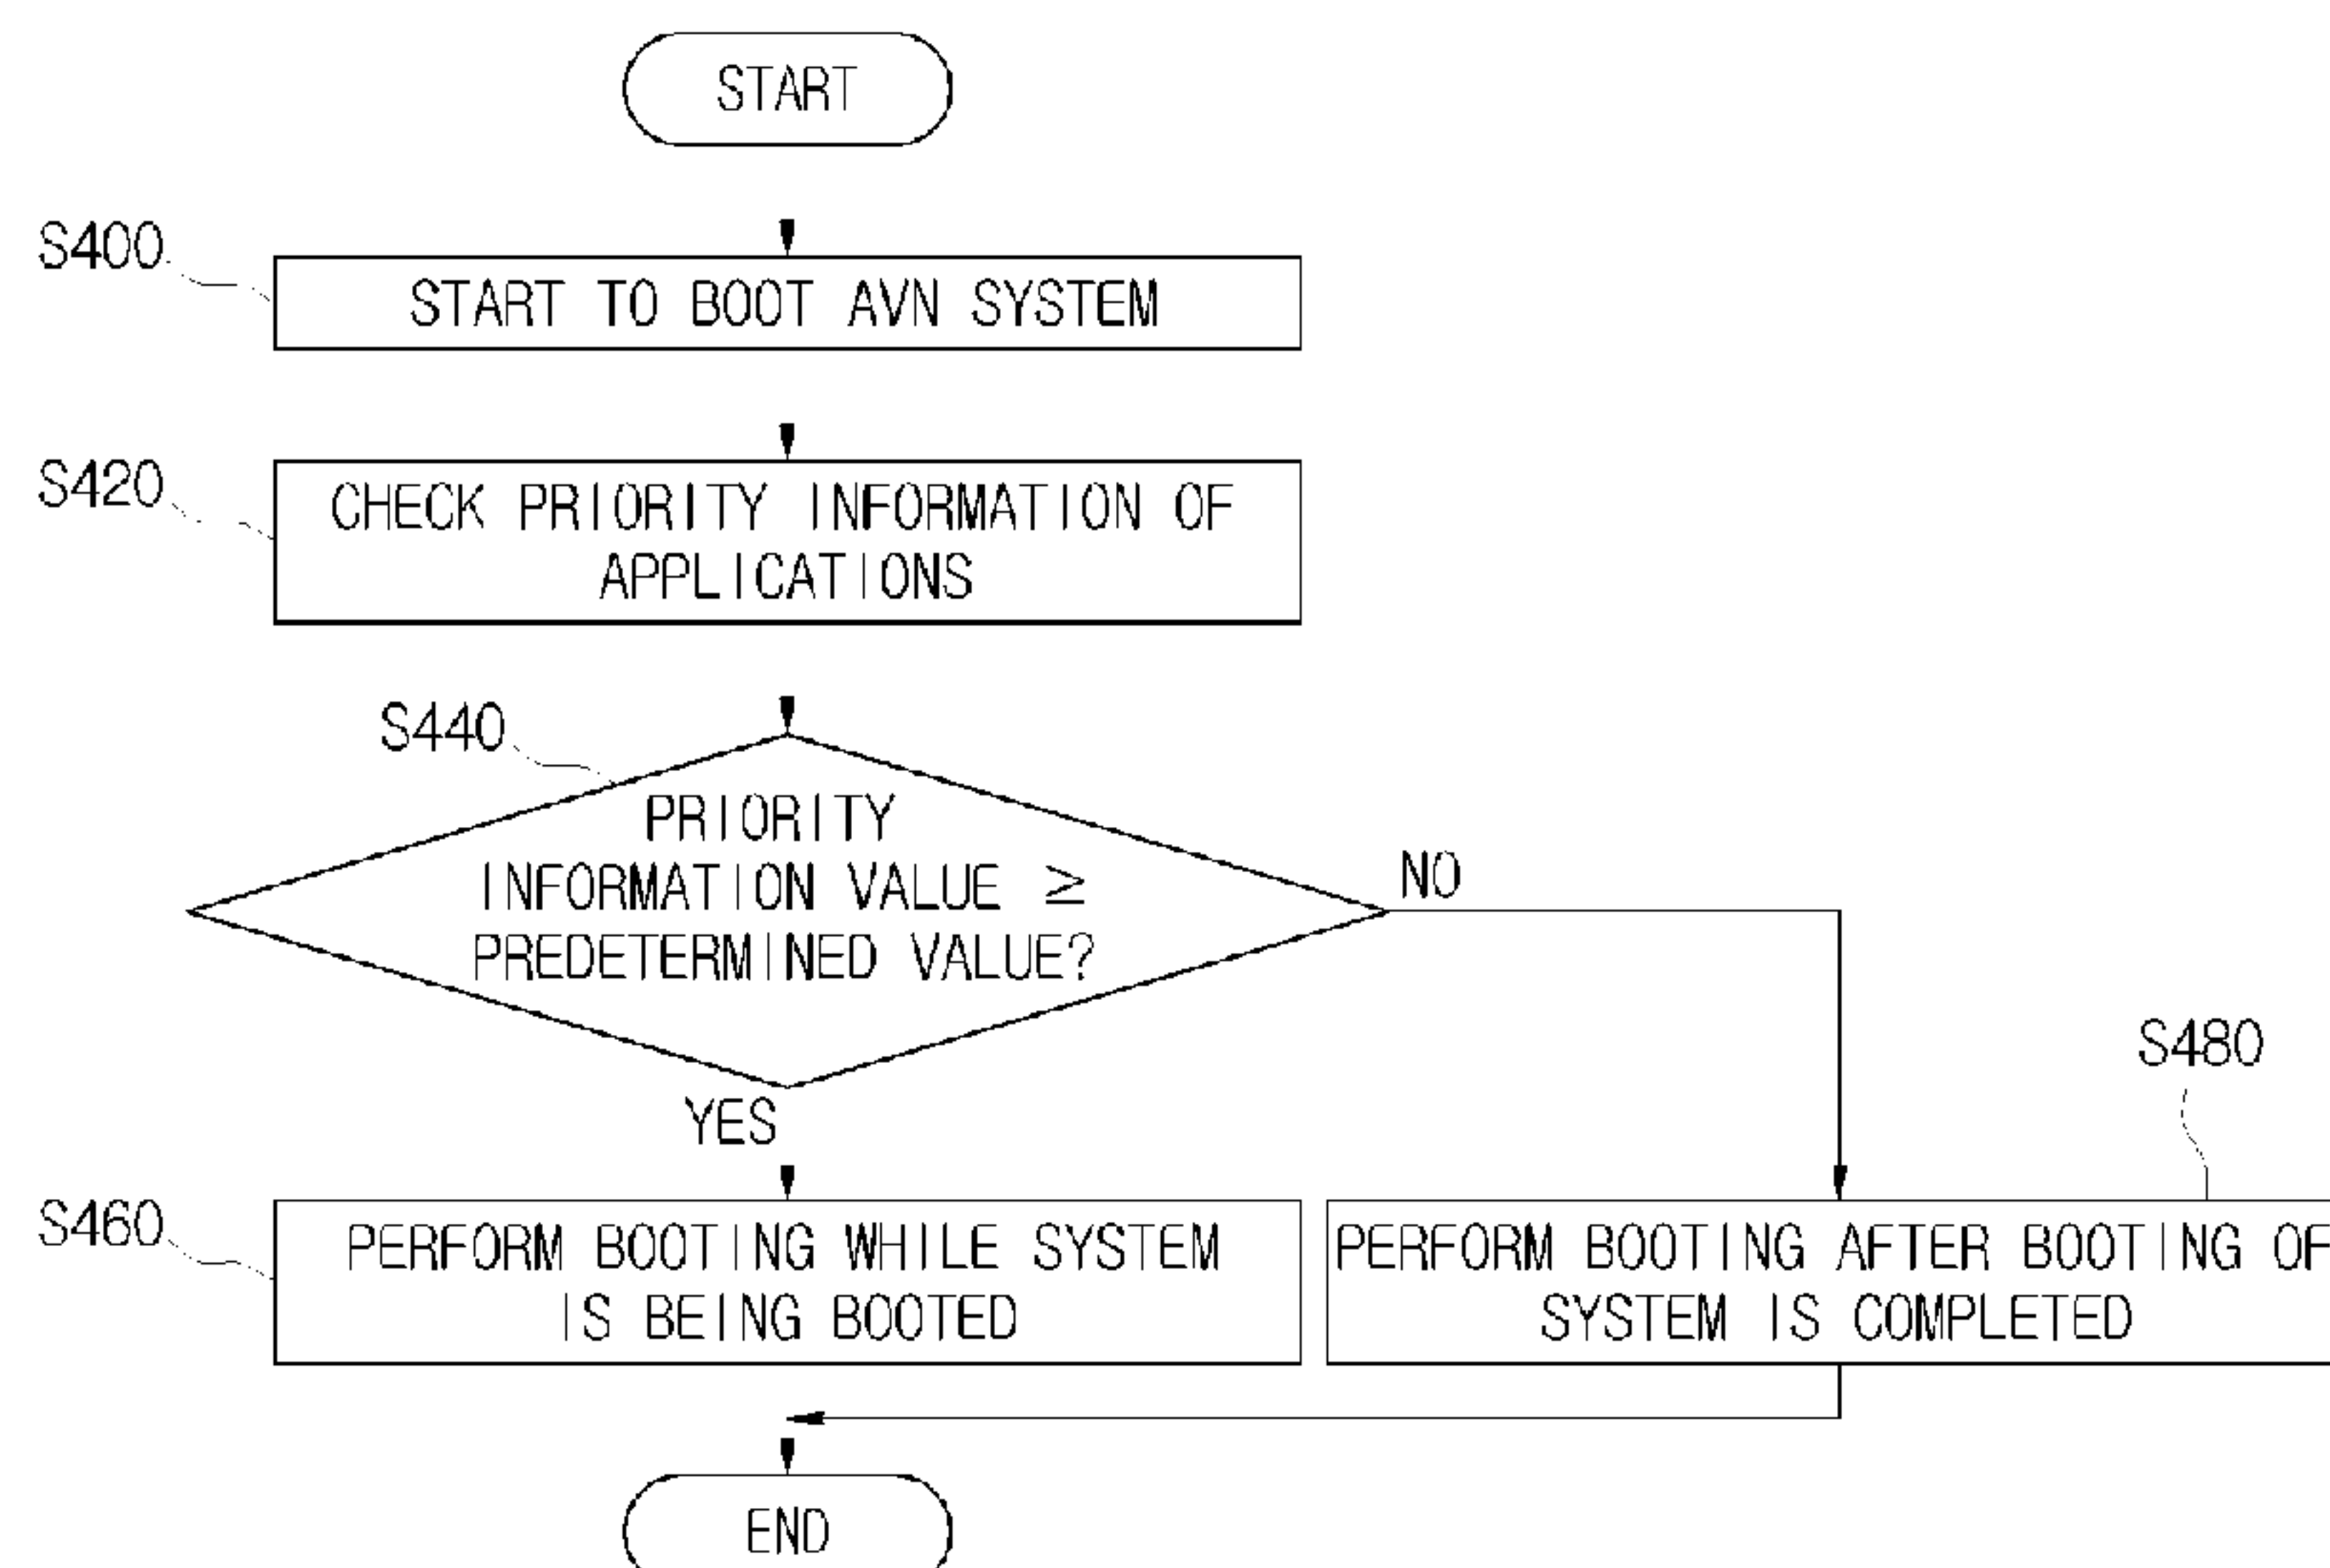 START
S400
START TO BOOT AVN SYSTEM
S420
CHECK PRIORITY INFORMATION OF
APPLICATIONS
S440
PRIORITY
INFORMATION VALUE ≥
PREDETERMINED VALUE?
NO
YES
S480
S460
PERFORM BOOTING WHILE SYSTEM
IS BEING BOOTED
PERFORM BOOTING AFTER BOOTING OF
SYSTEM IS COMPLETED
END